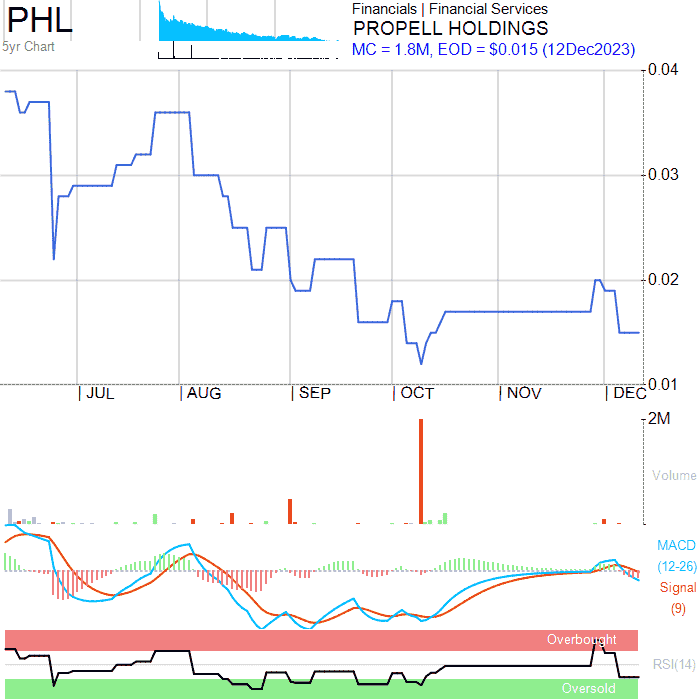 PHL
5yr Chart
Financials | Financial Services
PROPELL HOLDINGS
MC = 1.8M, EOD = $0.015 (12Dec2023)
0.04
0.03
0.02
0.01
| JUL | AUG | SEP | OCT | NOV | DEC
2M
Volume
MACD
(12-26)
Signal
(9)
Overbought
RSI(14)
Oversold